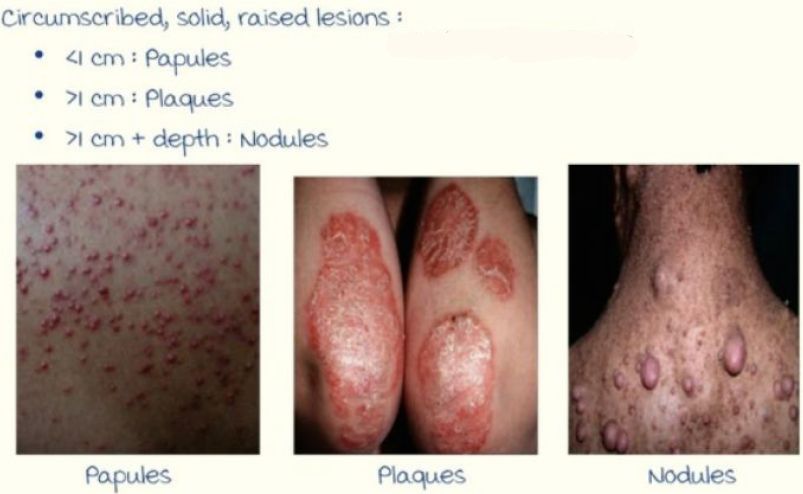 Circumscribed, solid, raised lesions :
• <1 cm : Papules
• >1 cm : Plaques
• >1 cm + depth : Nodules
Papules
Plaques
Nodules